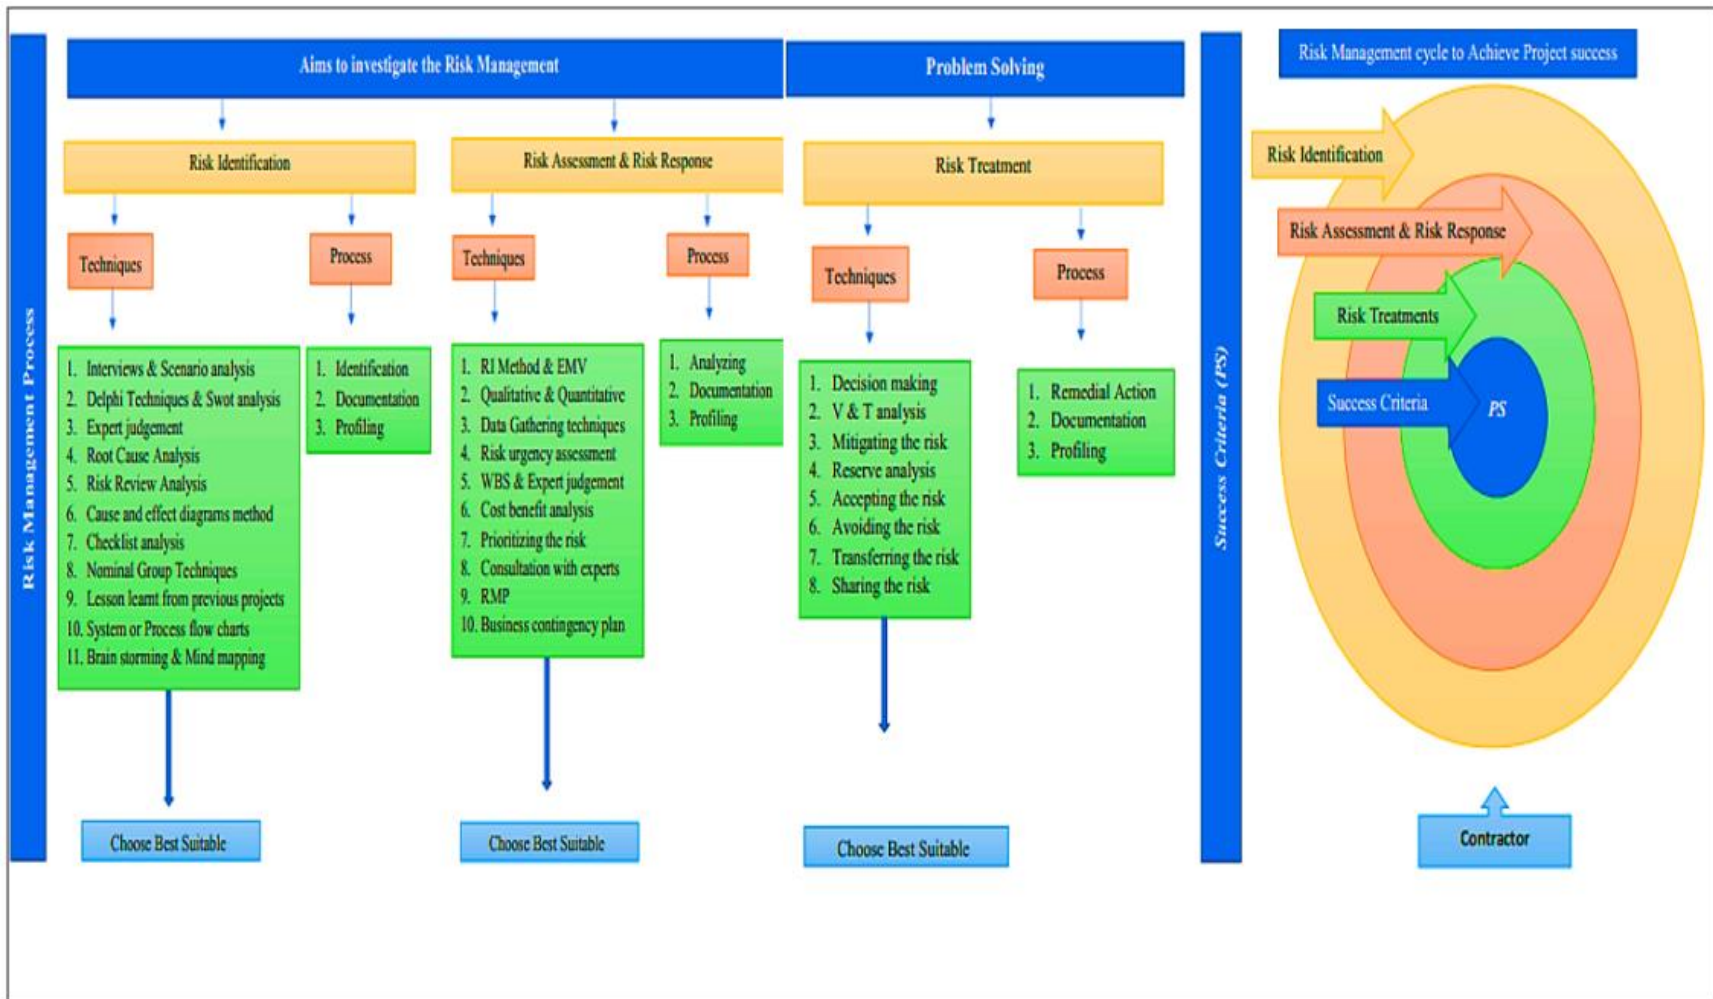 Risk Management Process
Aims to investigate the Risk Management
Risk Identification
Techniques
1. Interviews & Scenario analysis
2. Delphi Techniques & Swot analysis
3. Expert judgement
4. Root Cause Analysis
5. Risk Review Analysis
6. Cause and effect diagrams method
7. Checklist analysis
8. Nominal Group Techniques
9. Lesson learnt from previous projects
10. System or Process flow charts
11. Brain storming & Mind mapping
Choose Best Suitable
Process
1. Identification
2. Documentation
3. Profiling
Risk Assessment & Risk Response
Techniques
1. RI Method & EMV
2. Qualitative & Quantitative
3. Data Gathering techniques
4. Risk urgency assessment
5. WBS & Expert judgement
6. Cost benefit analysis
7. Prioritizing the risk
8. Consultation with experts
9. RMP
10. Business contingency plan
Choose Best Suitable
Process
1. Analyzing
2. Documentation
3. Profiling
Problem Solving
Risk Treatment
Techniques
1. Decision making
2. V & T analysis
3. Mitigating the risk
4. Reserve analysis
5. Accepting the risk
6. Avoiding the risk
7. Transferring the risk
8. Sharing the risk
Choose Best Suitable
Process
1. Remedial Action
2. Documentation
3. Profiling
Success Criteria (PS)
Risk Management cycle to Achieve Project success
Risk Identification
Risk Assessment & Risk Response
Risk Treatments
Success Criteria
PS
Contractor